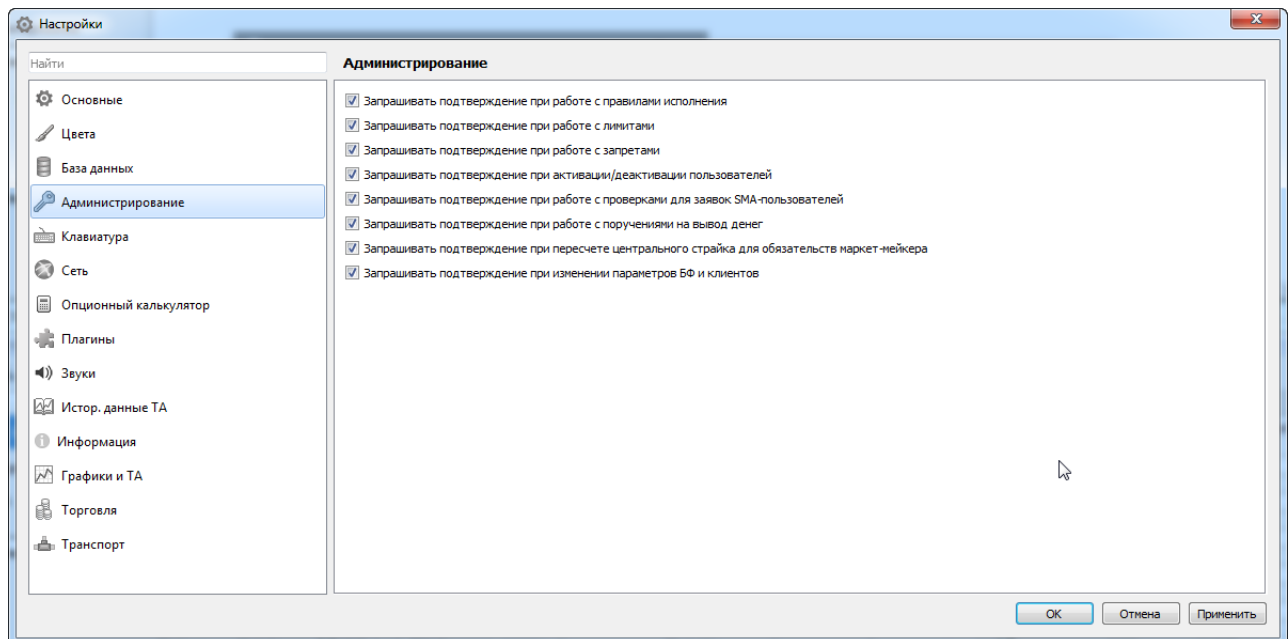 Настройки
Найти
Основные
Цвета
База данных
Администрирование
Клавиатура
Сеть
Опционный калькулятор
Плагины
Звуки
Истор. данные ТА
Информация
Графики и ТА
Торговля
Транспорт
Администрирование
Запрашивать подтверждение при работе с правилами исполнения
Запрашивать подтверждение при работе с лимитами
Запрашивать подтверждение при работе с запретами
Запрашивать подтверждение при активации/деактивации пользователей
Запрашивать подтверждение при работе с проверками для заявок SMA-пользователей
Запрашивать подтверждение при работе с поручениями на вывод денег
Запрашивать подтверждение при пересчете центрального страйка для обязательств маркет-мейкера
Запрашивать подтверждение при изменении параметров БФ и клиентов
ОК
Отмена
Применить